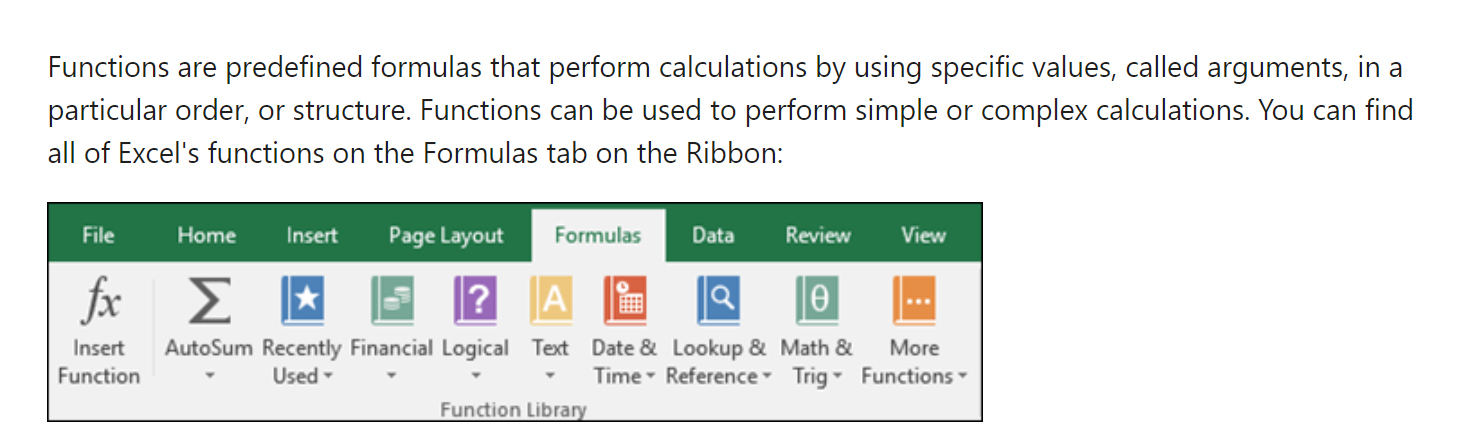 Functions are predefined formulas that perform calculations by using specific values, called arguments, in a
particular order, or structure. Functions can be used to perform simple or complex calculations. You can find
all of Excel's functions on the Formulas tab on the Ribbon:
File Home Insert Page Layout Formulas Data Review View
fx Σ ? A θ ...
Insert AutoSum Recently Financial Logical Text Date & Lookup & Math & More
Function Used Time Reference Trig Functions
Function Library